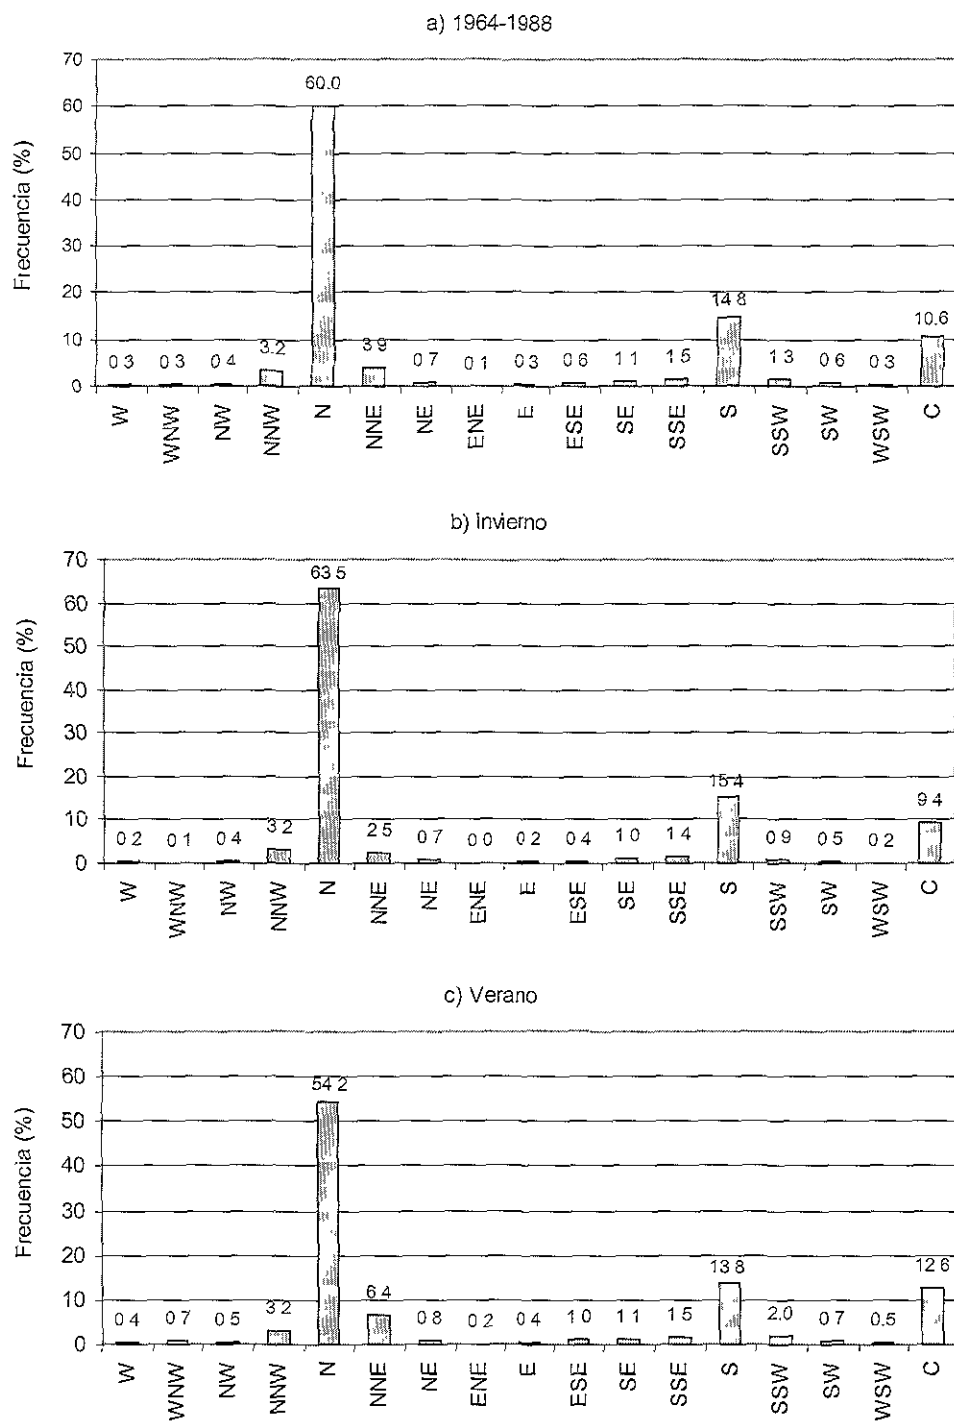 a) 1964-1988
70
60
50
40
30
20
10
0
Frecuencia (%)
0 3 0 3 0 4 3.2 60.0 3 9 0 7 0 1 0 3 0 6 1 1 1 5 14 8 1 3 0 6 0 3 10.6
W WNW NW NNW N NNE NE ENE E ESE SE SSE S SSW SW WSW C
b) Invierno
70
60
50
40
30
20
10
0
Frecuencia (%)
0 2 0 1 0 4 3 2 63 5 2 5 0 7 0.0 0 2 0.4 1 0 1 4 15 4 0 9 0 5 0 2 9 4
W WNW NW NNW N NNE NE ENE E ESE SE SSE S SSW SW WSW C
c) Verano
70
60
50
40
30
20
10
0
Frecuencia (%)
0 4 0 7 0 5 3 2 54 2 6 4 0 8 0 2 0 4 1 0 1 1 1 5 13 8 2.0 0 7 0.5 12 6
W WNW NW NNW N NNE NE ENE E ESE SE SSE S SSW SW WSW C